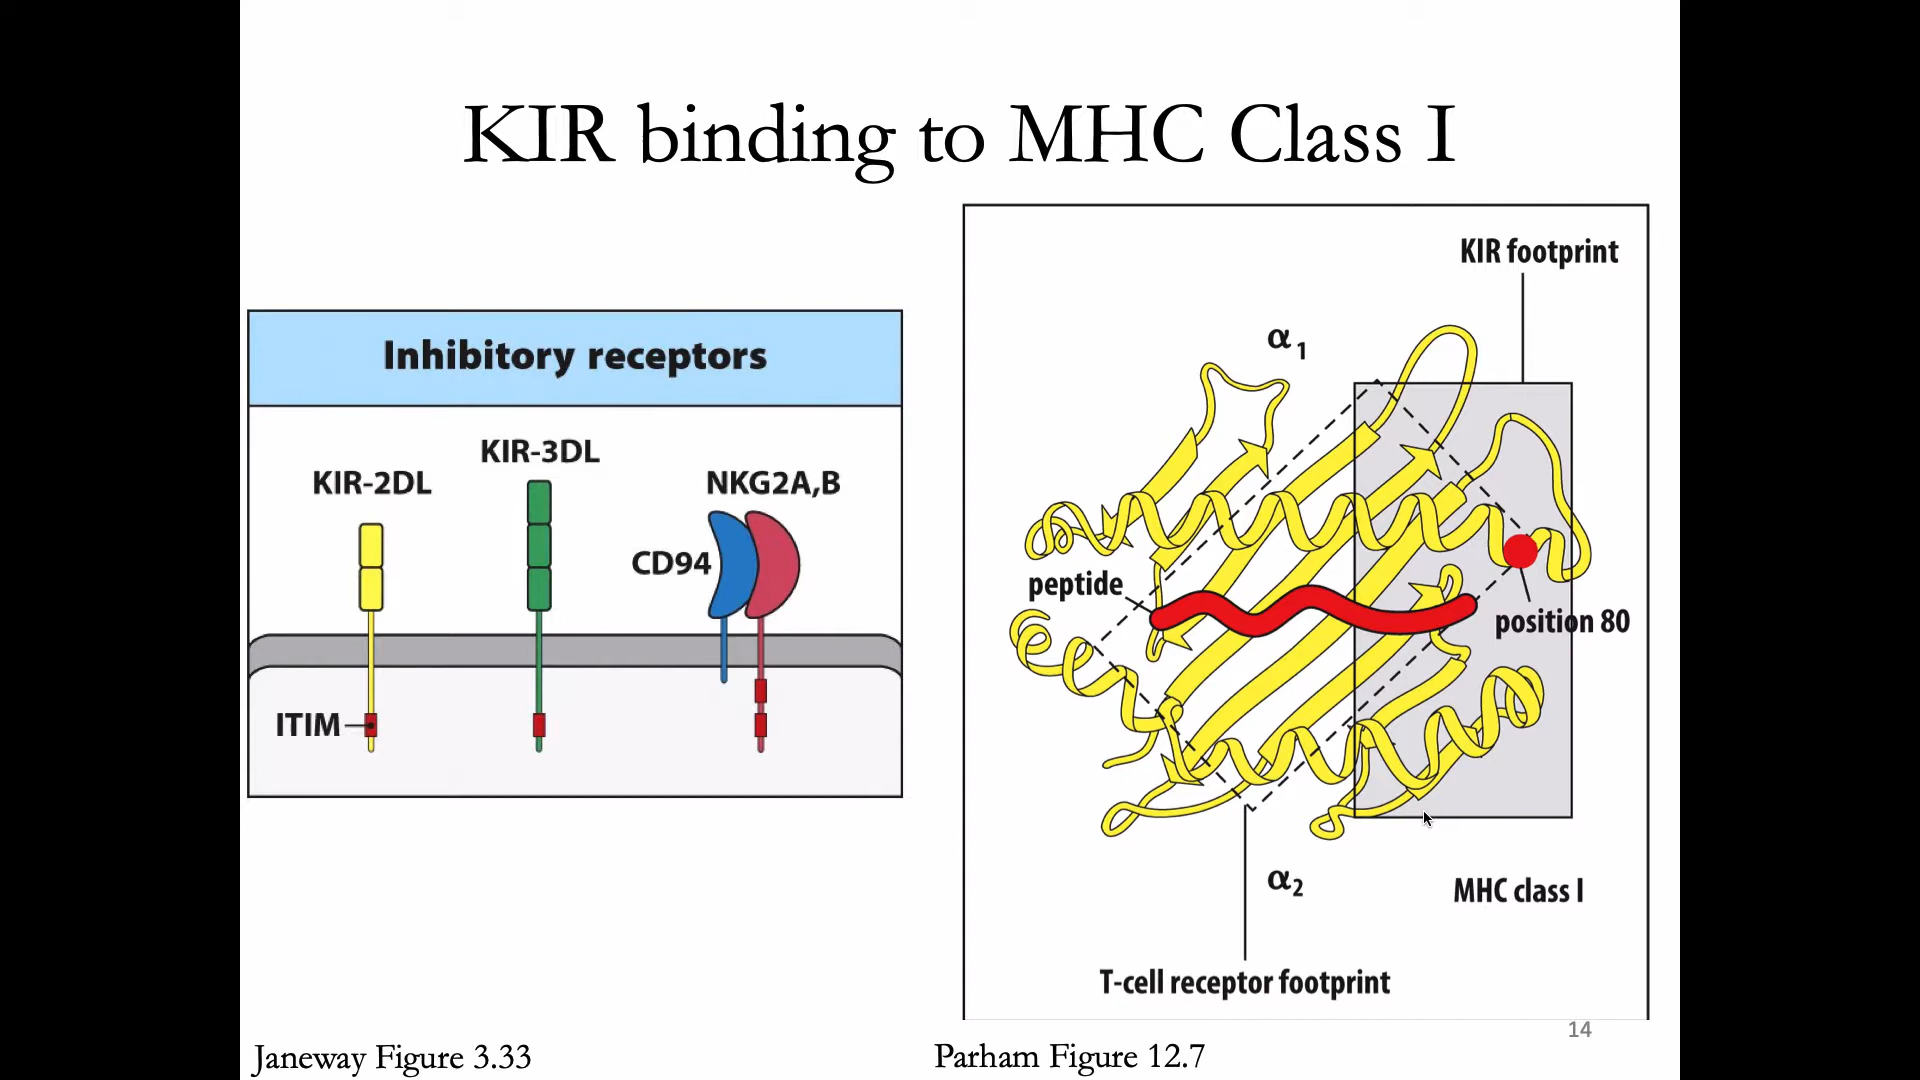 KIR binding to MHC Class I
Inhibitory receptors
KIR-2DL
KIR-3DL
NKG2A,B
CD94
ITIM
KIR footprint
α1
peptide
position 80
α2
MHC class I
T-cell receptor footprint
14
Janeway Figure 3.33
Parham Figure 12.7